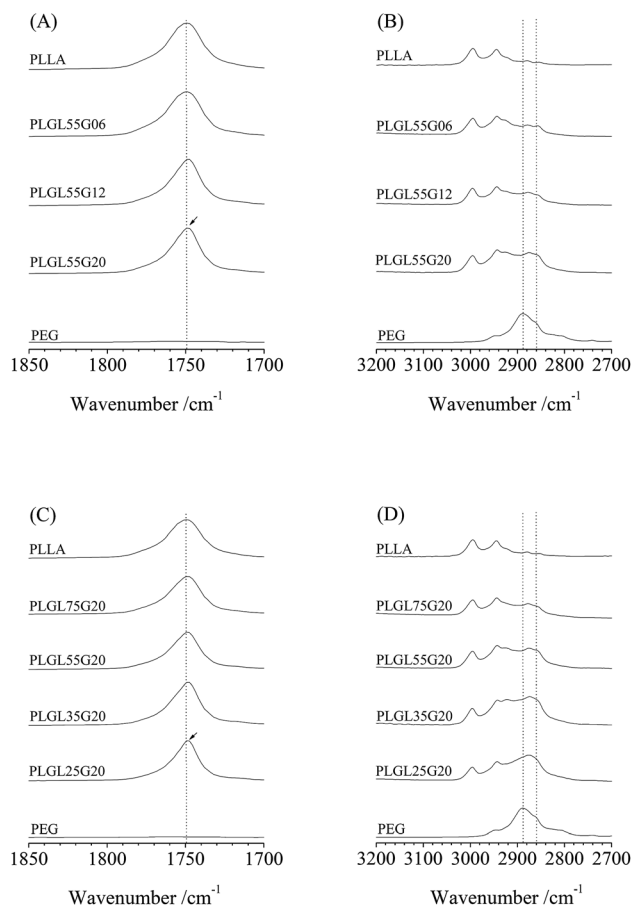 (A)
PLLA
PLGL55G06
PLGL55G12
PLGL55G20
PEG
1850 1800 1750 1700
Wavenumber /cm-1
(B)
PLLA
PLGL55G06
PLGL55G12
PLGL55G20
PEG
3200 3100 3000 2900 2800 2700
Wavenumber /cm-1
(C)
PLLA
PLGL75G20
PLGL55G20
PLGL35G20
PLGL25G20
PEG
1850 1800 1750 1700
Wavenumber /cm-1
(D)
PLLA
PLGL75G20
PLGL55G20
PLGL35G20
PLGL25G20
PEG
3200 3100 3000 2900 2800 2700
Wavenumber /cm-1